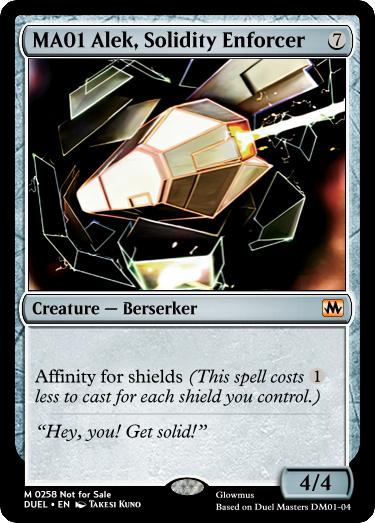 MA01 Alek, Solidity Enforcer 7
Creature — Berserker
Affinity for shields (This spell costs 1
less to cast for each shield you control.)
“Hey, you! Get solid!”
4/4
M 0258 Not for Sale
DUEL • EN Takesi Kuno
Glowmus
Based on Duel Masters DM01-04